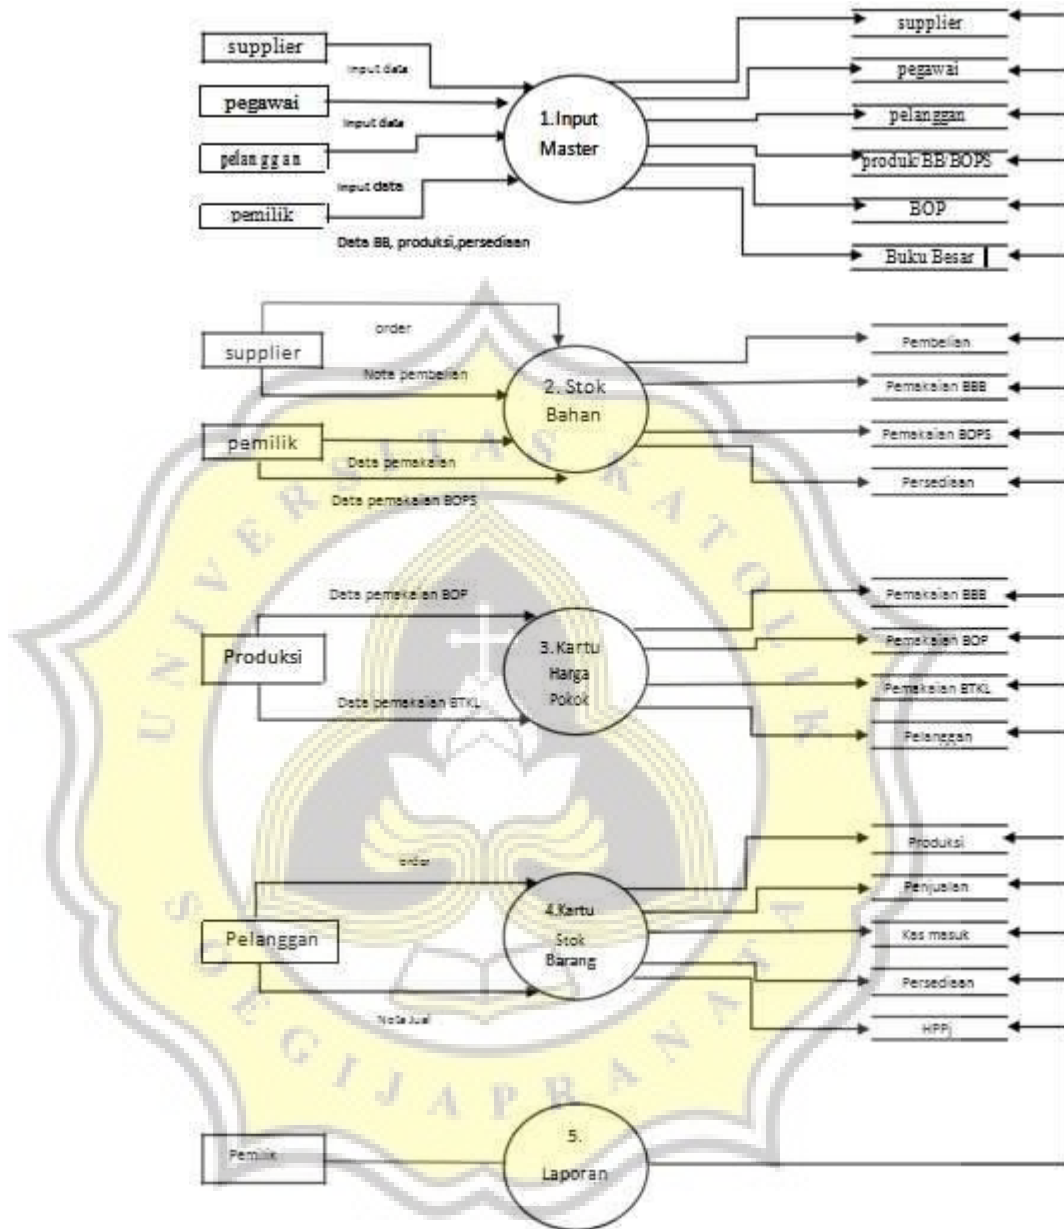 supplier
Input data
pegawai
Input data
pelanggan
Input data
pemilik
Data BB, produksi,persediaan
1.Input
Master
supplier
pegawai
pelanggan
produk/BB/BOPS
BOP
Buku Besar
order
supplier
Nota pembelian
pemilik
Data pemakaian
Data pemakaian BOPS
2. Stok
Bahan
Pembelian
Pemakaian BBB
Pemakaian BOPS
Persediaan
Data pemakaian BOP
Produksi
Data pemakaian BTKL
3.Kartu
Harga
Pokok
Pemakaian BBB
Pemakaian BOP
Pemakaian BTKL
Pelanggan
order
Pelanggan
Nota Jual
4.Kartu
Stok
Barang
Produksi
Penjualan
Kas masuk
Persediaan
HPPj
Pemilik
5.
Laporan
UNIVERSITAS KATOLIK
SOEGIJAPRANATA